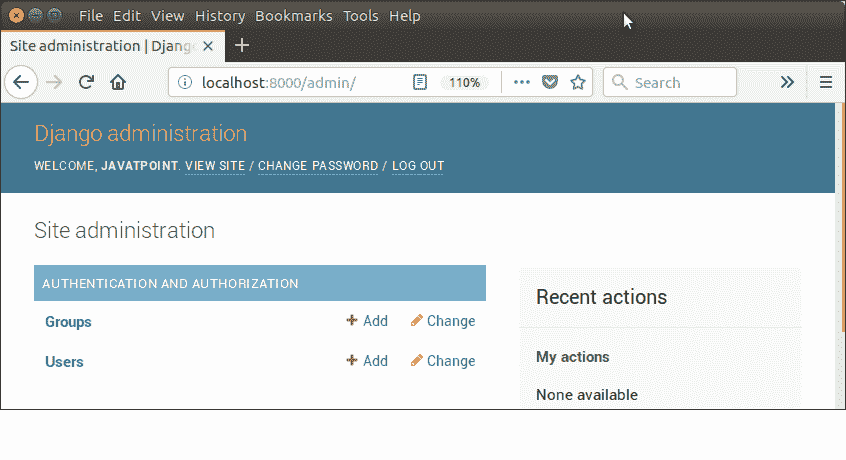 File Edit View History Bookmarks Tools Help
Site administration | Djang
localhost:8000/admin/ 110% Search
Django administration
WELCOME, JAVATPOINT. VIEW SITE / CHANGE PASSWORD / LOG OUT
Site administration
AUTHENTICATION AND AUTHORIZATION
Groups Add Change
Users Add Change
Recent actions
My actions
None available